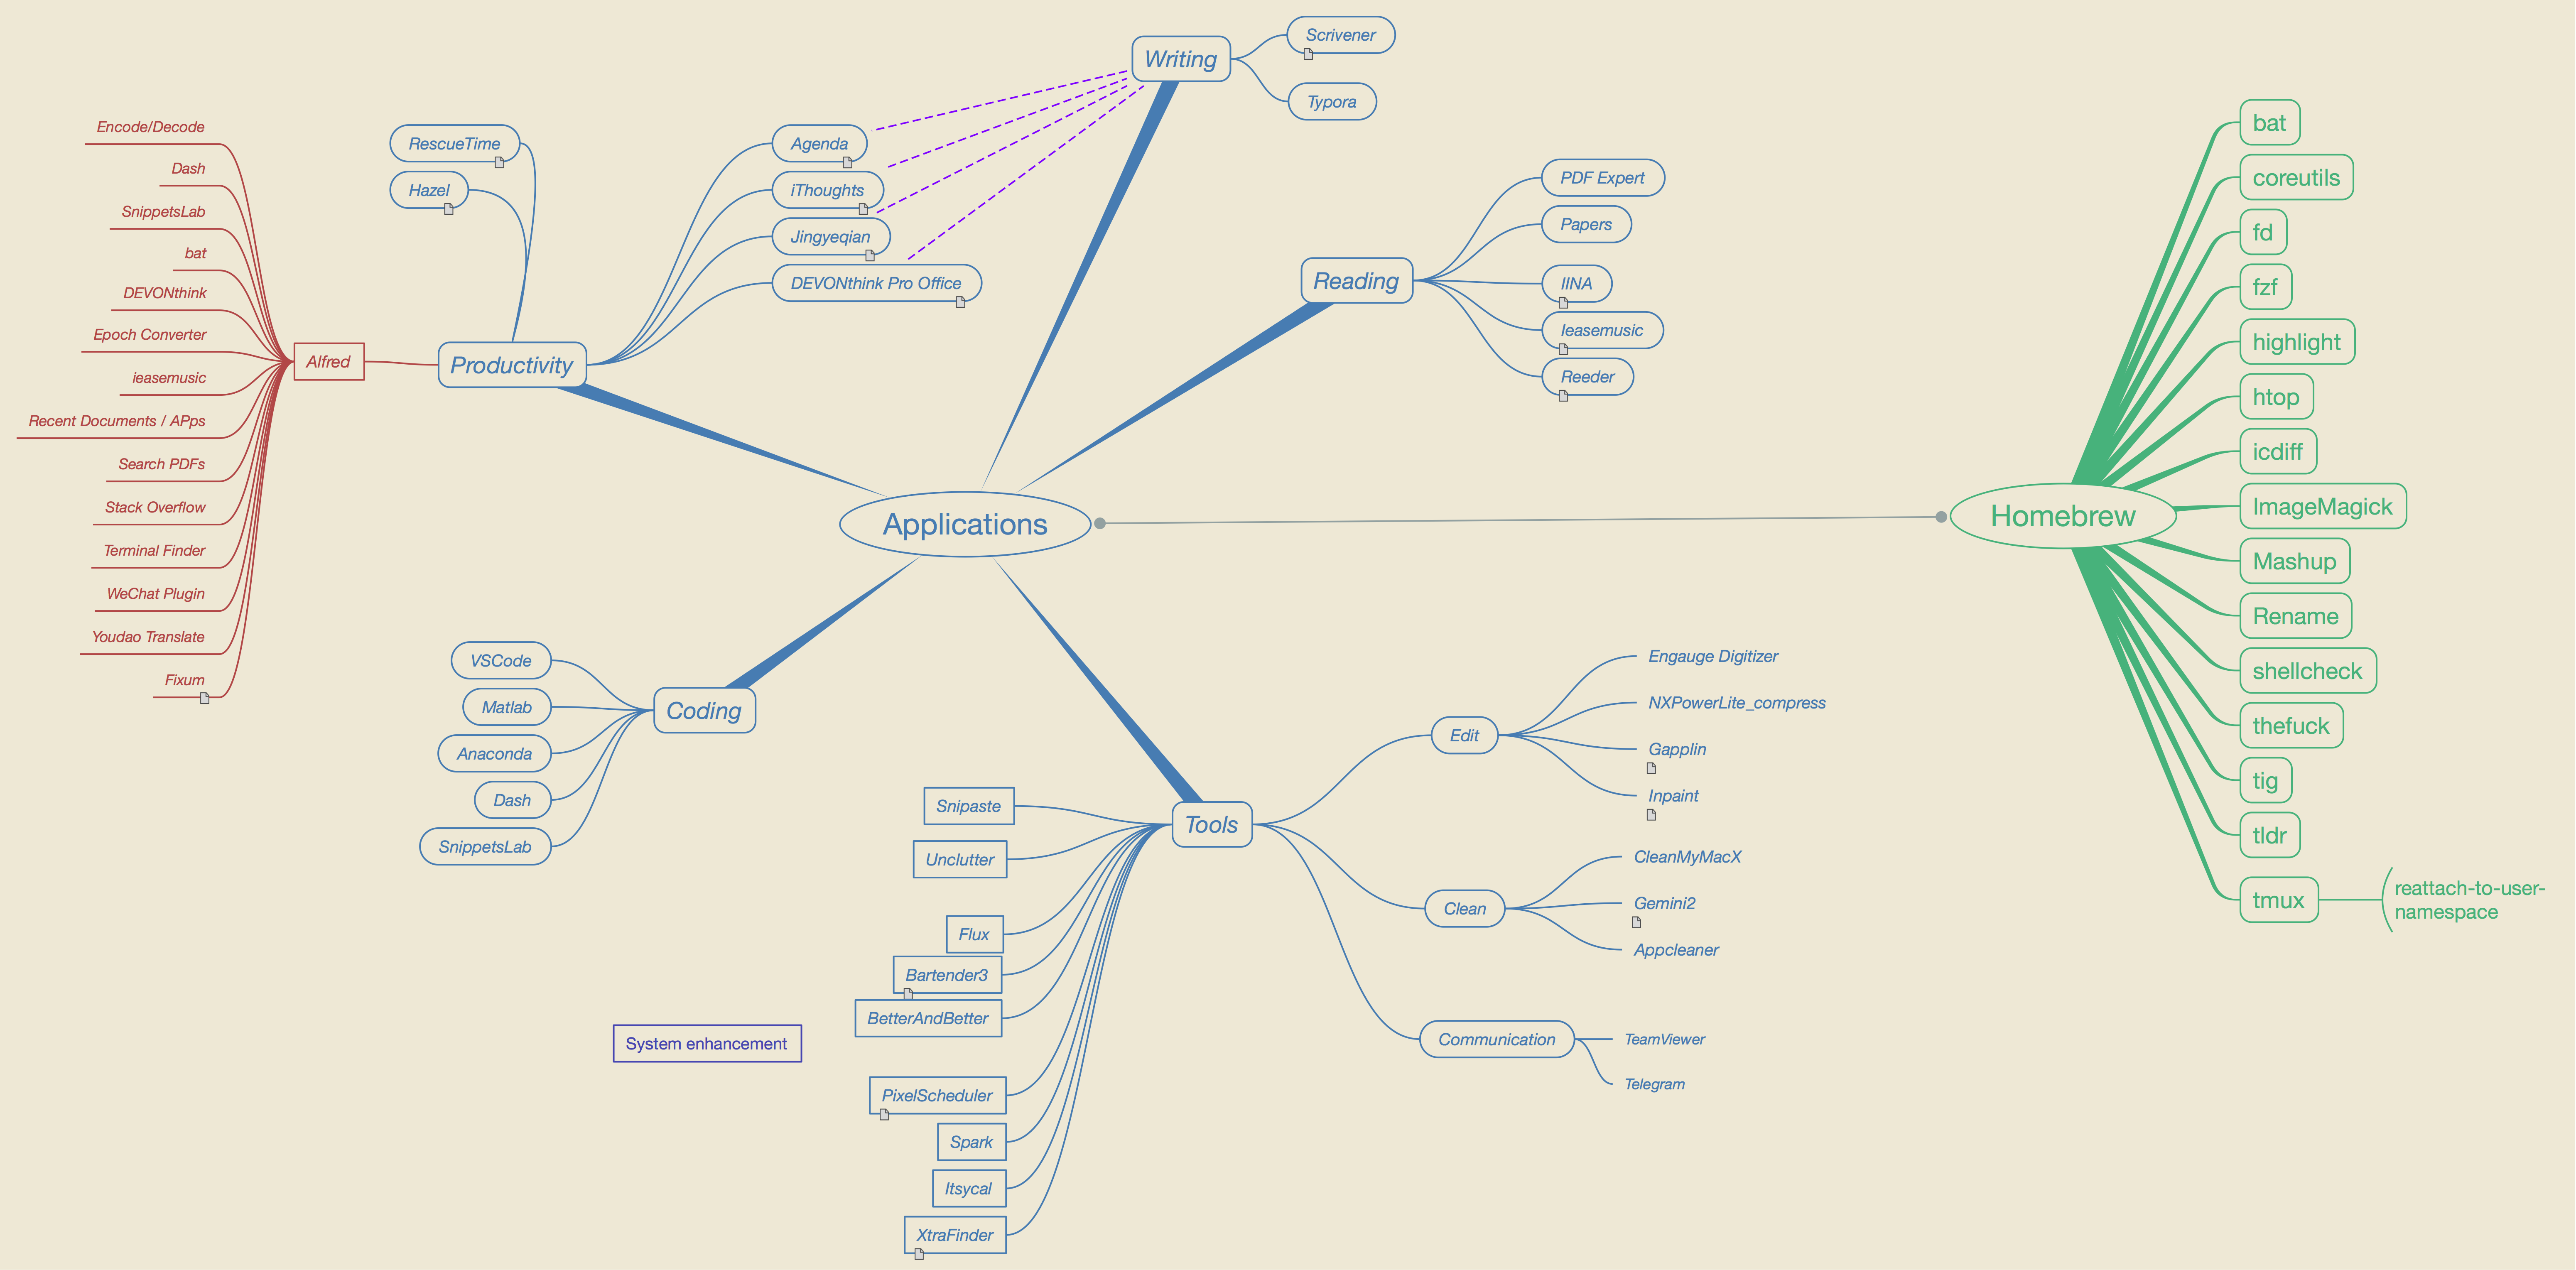 Writing
Scrivener
Typora
Encode/Decode
Dash
SnippetsLab
bat
DEVONthink
Epoch Converter
ieasemusic
Recent Documents / APps
Search PDFs
Stack Overflow
Terminal Finder
WeChat Plugin
Youdao Translate
Fixum
Alfred
RescueTime
Hazel
Productivity
Agenda
iThoughts
Jingyeqian
DEVONthink Pro Office
Reading
PDF Expert
Papers
IINA
Ieasemusic
Reeder
Applications
Homebrew
bat
coreutils
fd
fzf
highlight
htop
icdiff
ImageMagick
Mashup
Rename
shellcheck
thefuck
tig
tldr
tmux
reattach-to-user-
namespace
Coding
VSCode
Matlab
Anaconda
Dash
SnippetsLab
Tools
Snipaste
Unclutter
Flux
Bartender3
BetterAndBetter
System enhancement
PixelScheduler
Spark
Itsycal
XtraFinder
Edit
Engauge Digitizer
NXPowerLite_compress
Gapplin
Inpaint
Clean
CleanMyMacX
Gemini2
Appcleaner
Communication
TeamViewer
Telegram